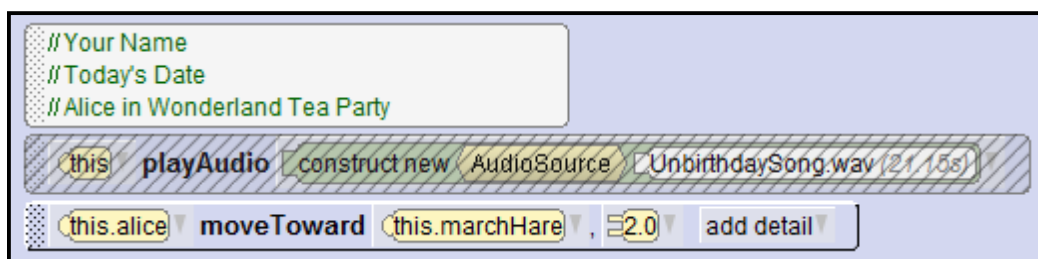 //Your Name
//Today's Date
//Alice in Wonderland Tea Party
this playAudio construct new AudioSource UnbirthdaySong.wav (21.15s)
this.alice moveToward this.marchHare , 2.0 add detail